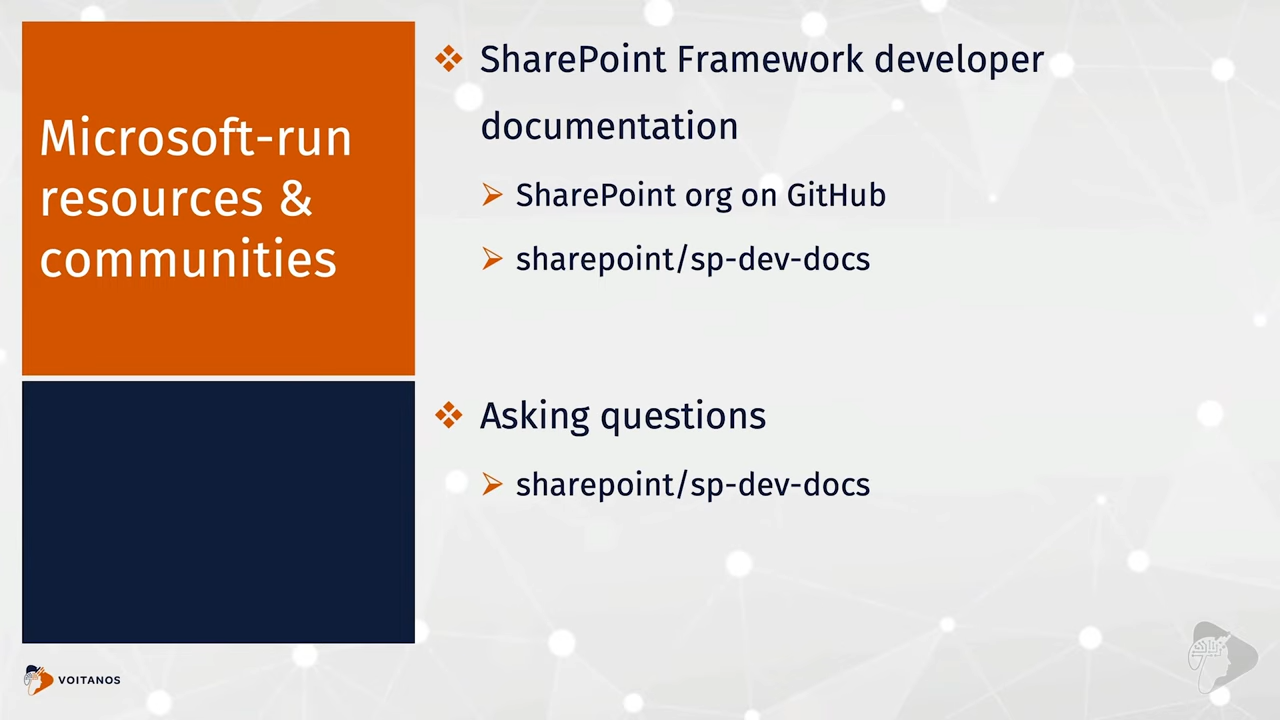 Microsoft-run
resources &
communities
SharePoint Framework developer
documentation
SharePoint org on GitHub
sharepoint/sp-dev-docs
Asking questions
sharepoint/sp-dev-docs
VOITANOS